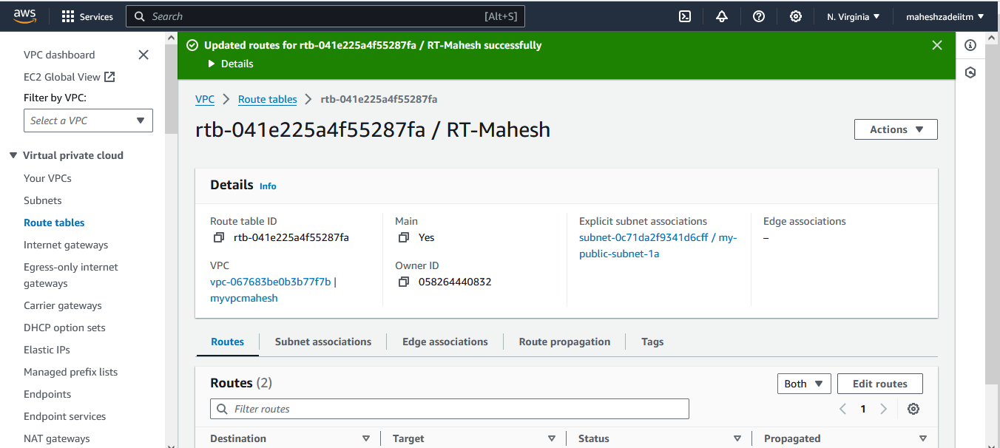 aws
Services
Search
[Alt+S]
N. Virginia
maheshzadeiitm
VPC dashboard
EC2 Global View
Filter by VPC:
Select a VPC
Virtual private cloud
Your VPCs
Subnets
Route tables
Internet gateways
Egress-only internet
gateways
Carrier gateways
DHCP option sets
Elastic IPs
Managed prefix lists
Endpoints
Endpoint services
NAT gateways
Updated routes for rtb-041e225a4f55287fa / RT-Mahesh successfully
Details
VPC
Route tables
rtb-041e225a4f55287fa
rtb-041e225a4f55287fa / RT-Mahesh
Actions
Details Info
Route table ID
rtb-041e225a4f55287fa
VPC
vpc-067683be0b3b77f7b |
myvpcmahesh
Main
Yes
Owner ID
058264440832
Explicit subnet associations
subnet-0c71da2f9341d6cff / my-
public-subnet-1a
Edge associations
–
Routes
Subnet associations
Edge associations
Route propagation
Tags
Routes (2)
Both
Edit routes
Filter routes
1
Destination
Target
Status
Propagated